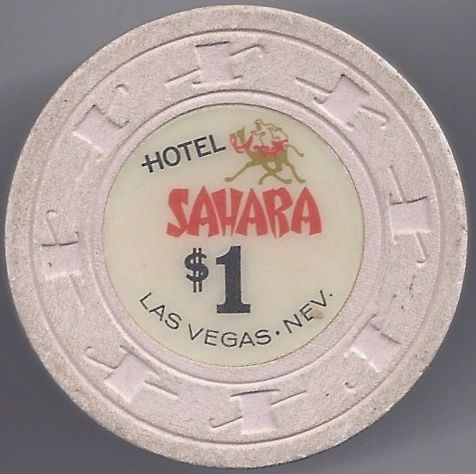 HOTEL
SAHARA
$1
LAS VEGAS · NEV.